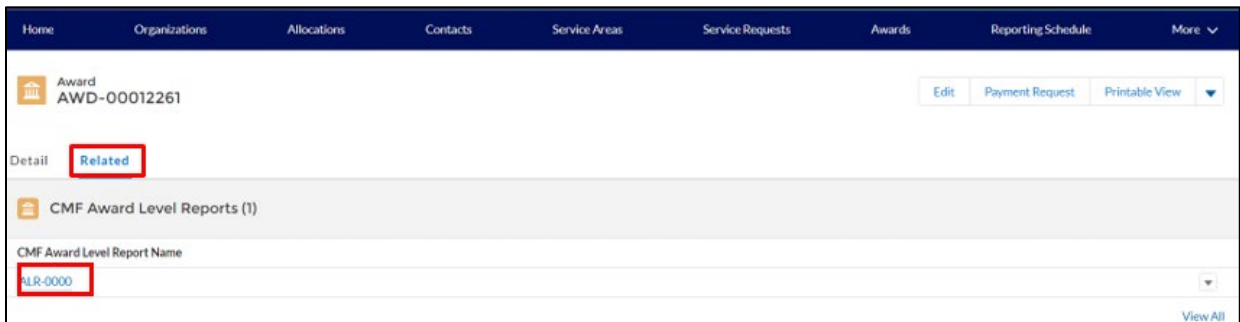 Home Organizations Allocations Contacts Service Areas Service Requests Awards Reporting Schedule More
Award
AWD-00012261
Edit Payment Request Printable View
Detail Related
CMF Award Level Reports (1)
CMF Award Level Report Name
ALR-0000
View All